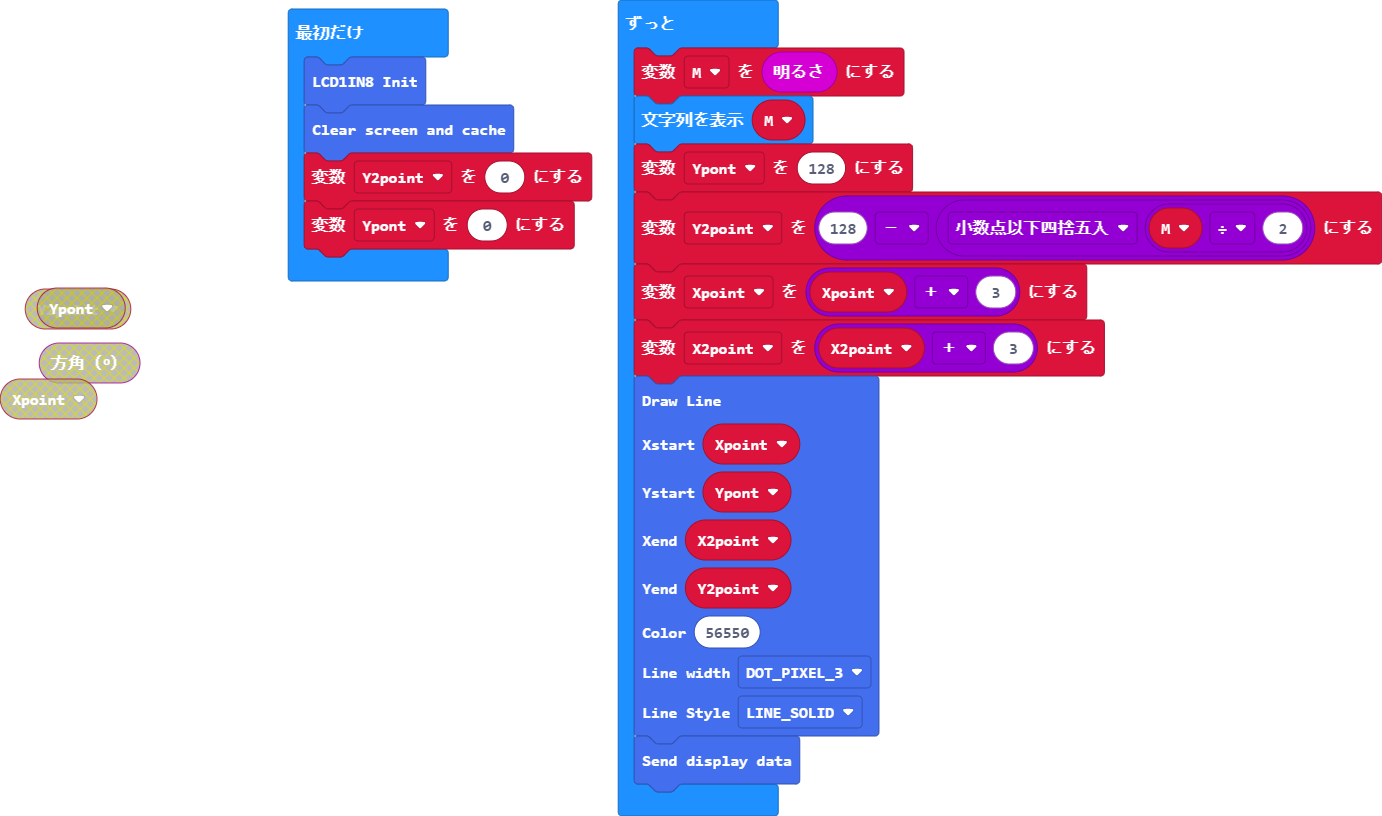 最初だけ
LCD1IN8 Init
Clear screen and cache
変数 Y2point を 0 にする
変数 Ypont を 0 にする
Ypont
方角 (°)
Xpoint
ずっと
変数 M を 明るさ にする
文字列を表示 M
変数 Ypont を 128 にする
変数 Y2point を 128 - 小数点以下四捨五入 M ÷ 2 にする
変数 Xpoint を Xpoint + 3 にする
変数 X2point を X2point + 3 にする
Draw Line
Xstart Xpoint
Ystart Ypont
Xend X2point
Yend Y2point
Color 56550
Line width DOT_PIXEL_3
Line Style LINE_SOLID
Send display data